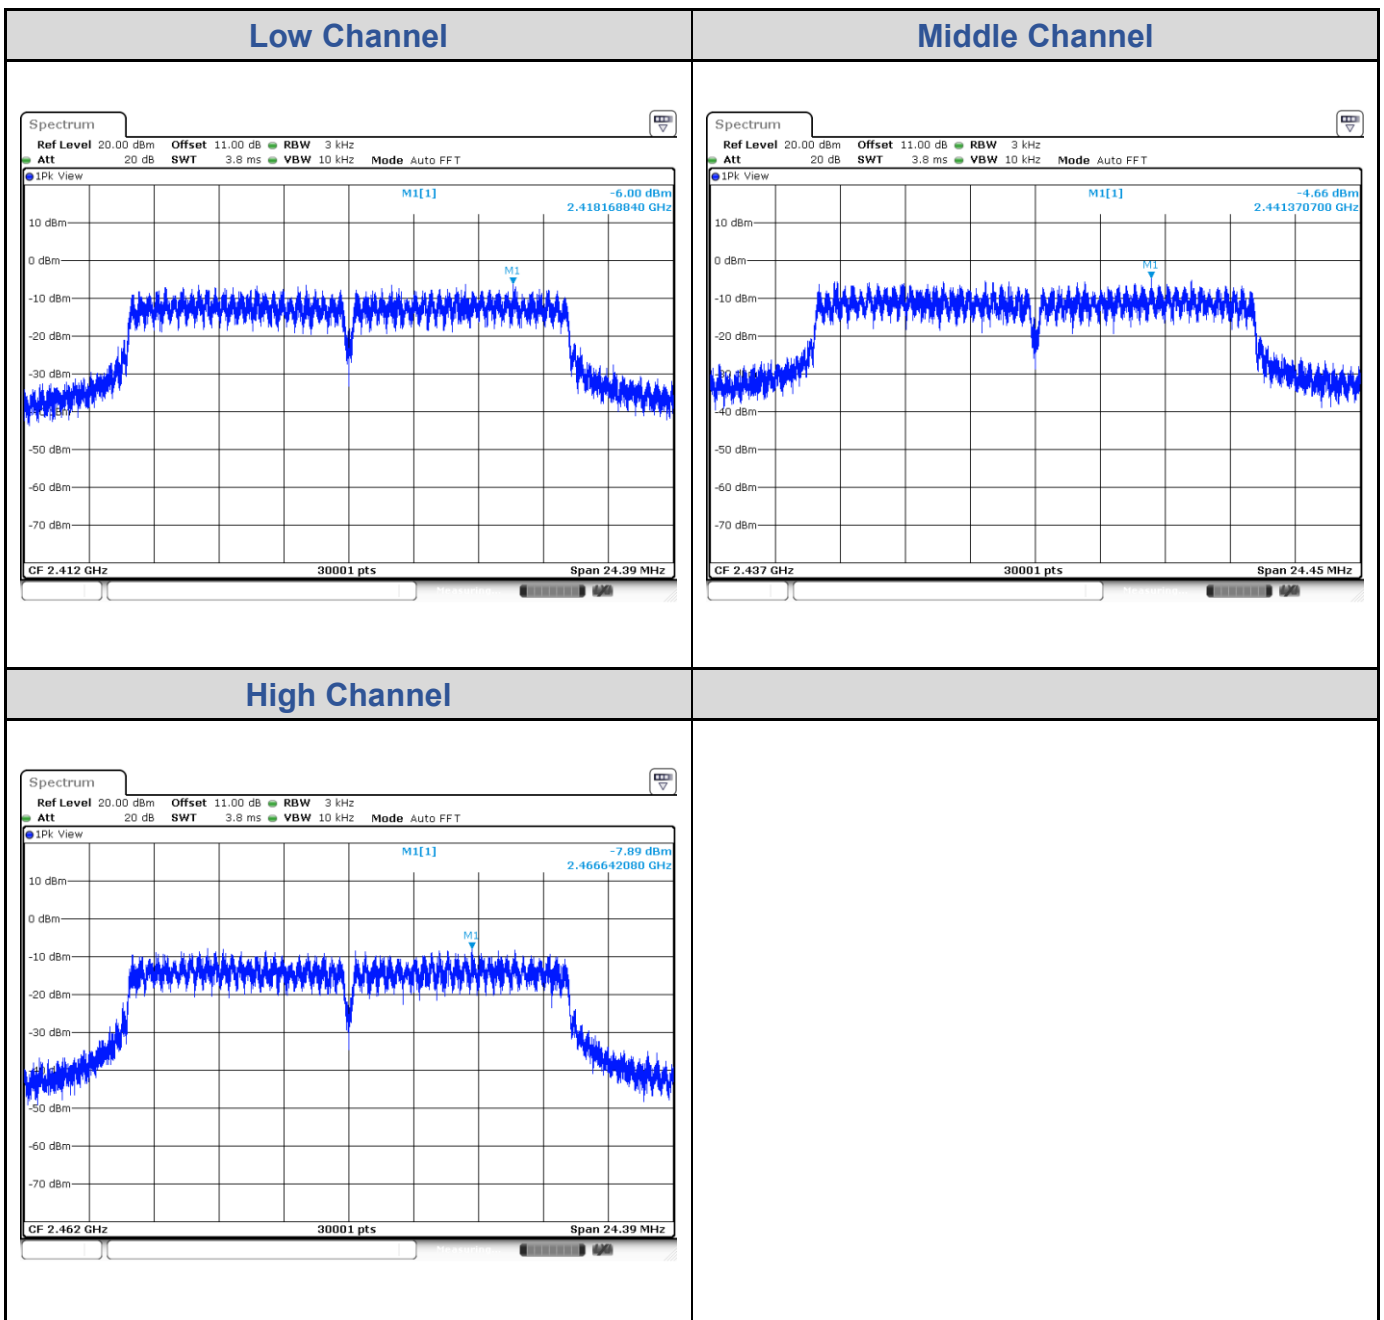 Low Channel
Middle Channel
Spectrum
Ref Level 20.00 dBm Offset 11.00 dB RBW 3 kHz
Att 20 dB SWT 3.8 ms VBW 10 kHz Mode Auto FFT
1Pk View
M1[1] -6.00 dBm
2.418168840 GHz
10 dBm
0 dBm
M1
-10 dBm
-20 dBm
-30 dBm
-50 dBm
-60 dBm
-70 dBm
CF 2.412 GHz 30001 pts Span 24.39 MHz
Spectrum
Ref Level 20.00 dBm Offset 11.00 dB RBW 3 kHz
Att 20 dB SWT 3.8 ms VBW 10 kHz Mode Auto FFT
1Pk View
M1[1] -4.66 dBm
2.441370700 GHz
10 dBm
0 dBm
M1
-10 dBm
-20 dBm
-40 dBm
-50 dBm
-60 dBm
-70 dBm
CF 2.437 GHz 30001 pts Span 24.45 MHz
High Channel
Spectrum
Ref Level 20.00 dBm Offset 11.00 dB RBW 3 kHz
Att 20 dB SWT 3.8 ms VBW 10 kHz Mode Auto FFT
1Pk View
M1[1] -7.89 dBm
2.466642080 GHz
10 dBm
0 dBm
M1
-10 dBm
-20 dBm
-30 dBm
-50 dBm
-60 dBm
-70 dBm
CF 2.462 GHz 30001 pts Span 24.39 MHz